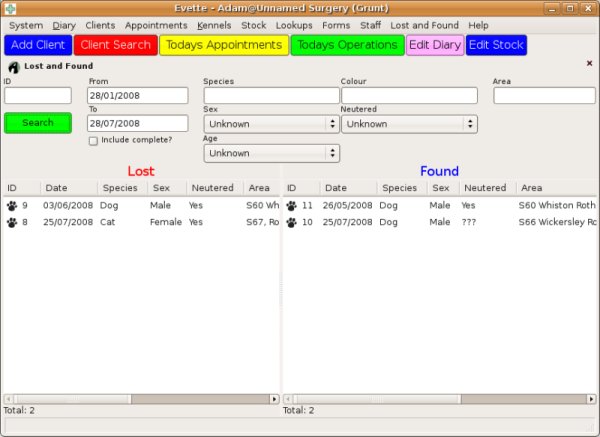 Evette - Adam@Unnamed Surgery (Grunt)
System Diary Clients Appointments Kennels Stock Lookups Forms Staff Lost and Found Help
Add Client Client Search Todays Appointments Todays Operations Edit Diary Edit Stock
Lost and Found
ID From Species Colour Area
28/01/2008
To Sex Neutered
Search 28/07/2008 Unknown Unknown
Include complete? Age
Unknown
Lost Found
ID Date Species Sex Neutered Area ID Date Species Sex Neutered Area
9 03/06/2008 Dog Male Yes S60 Wh 11 26/05/2008 Dog Male Yes S60 Whiston Roth
8 25/07/2008 Cat Female Yes S67, Ro 10 25/07/2008 Dog Male ??? S66 Wickersley Ro
Total: 2 Total: 2